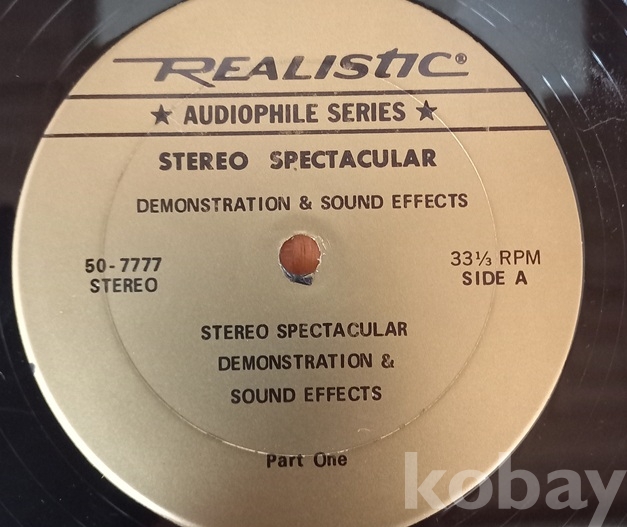 REALISTIC®
★ AUDIOPHILE SERIES ★
STEREO SPECTACULAR
DEMONSTRATION & SOUND EFFECTS
50-7777
STEREO
33⅓ RPM
SIDE A
STEREO SPECTACULAR
DEMONSTRATION &
SOUND EFFECTS
Part One
kobay